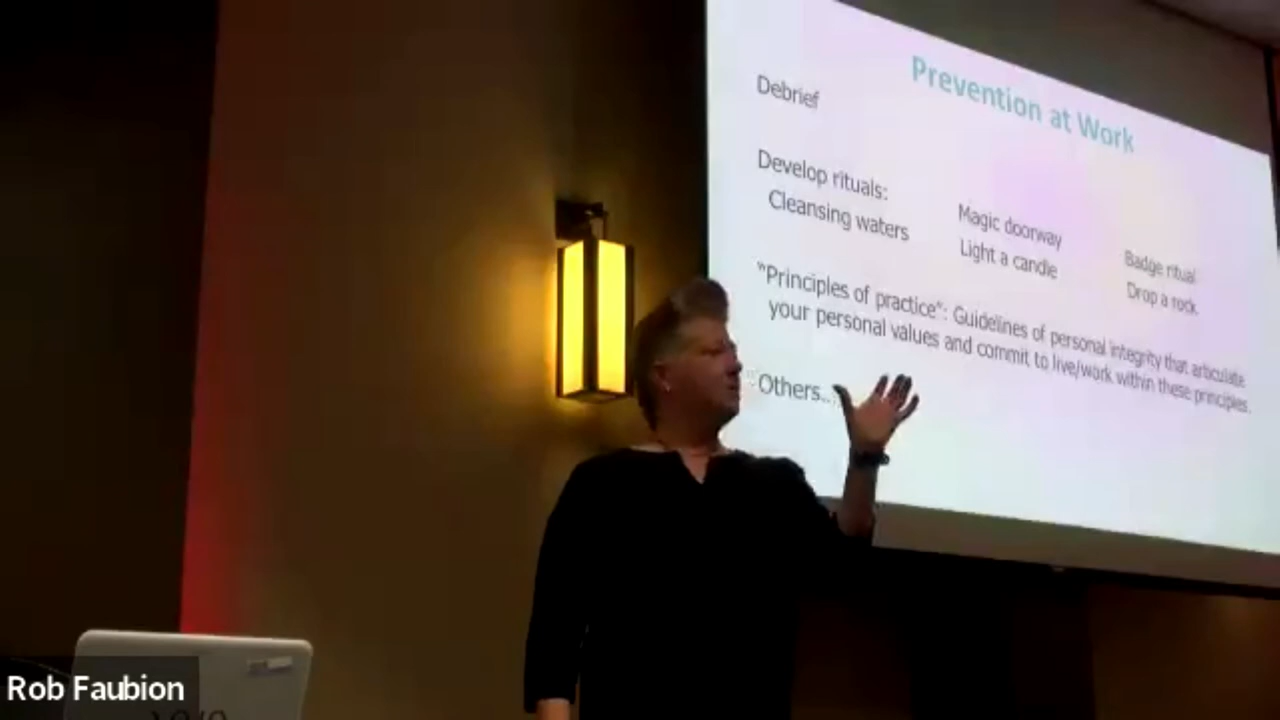 Prevention at Work
Debrief
Develop rituals:
Cleansing waters
Magic doorway
Light a candle
Badge ritual
Drop a rock
"Principles of practice": Guidelines of personal integrity that articulate
your personal values and commit to live/work within these principles.
Others...
Rob Faubion